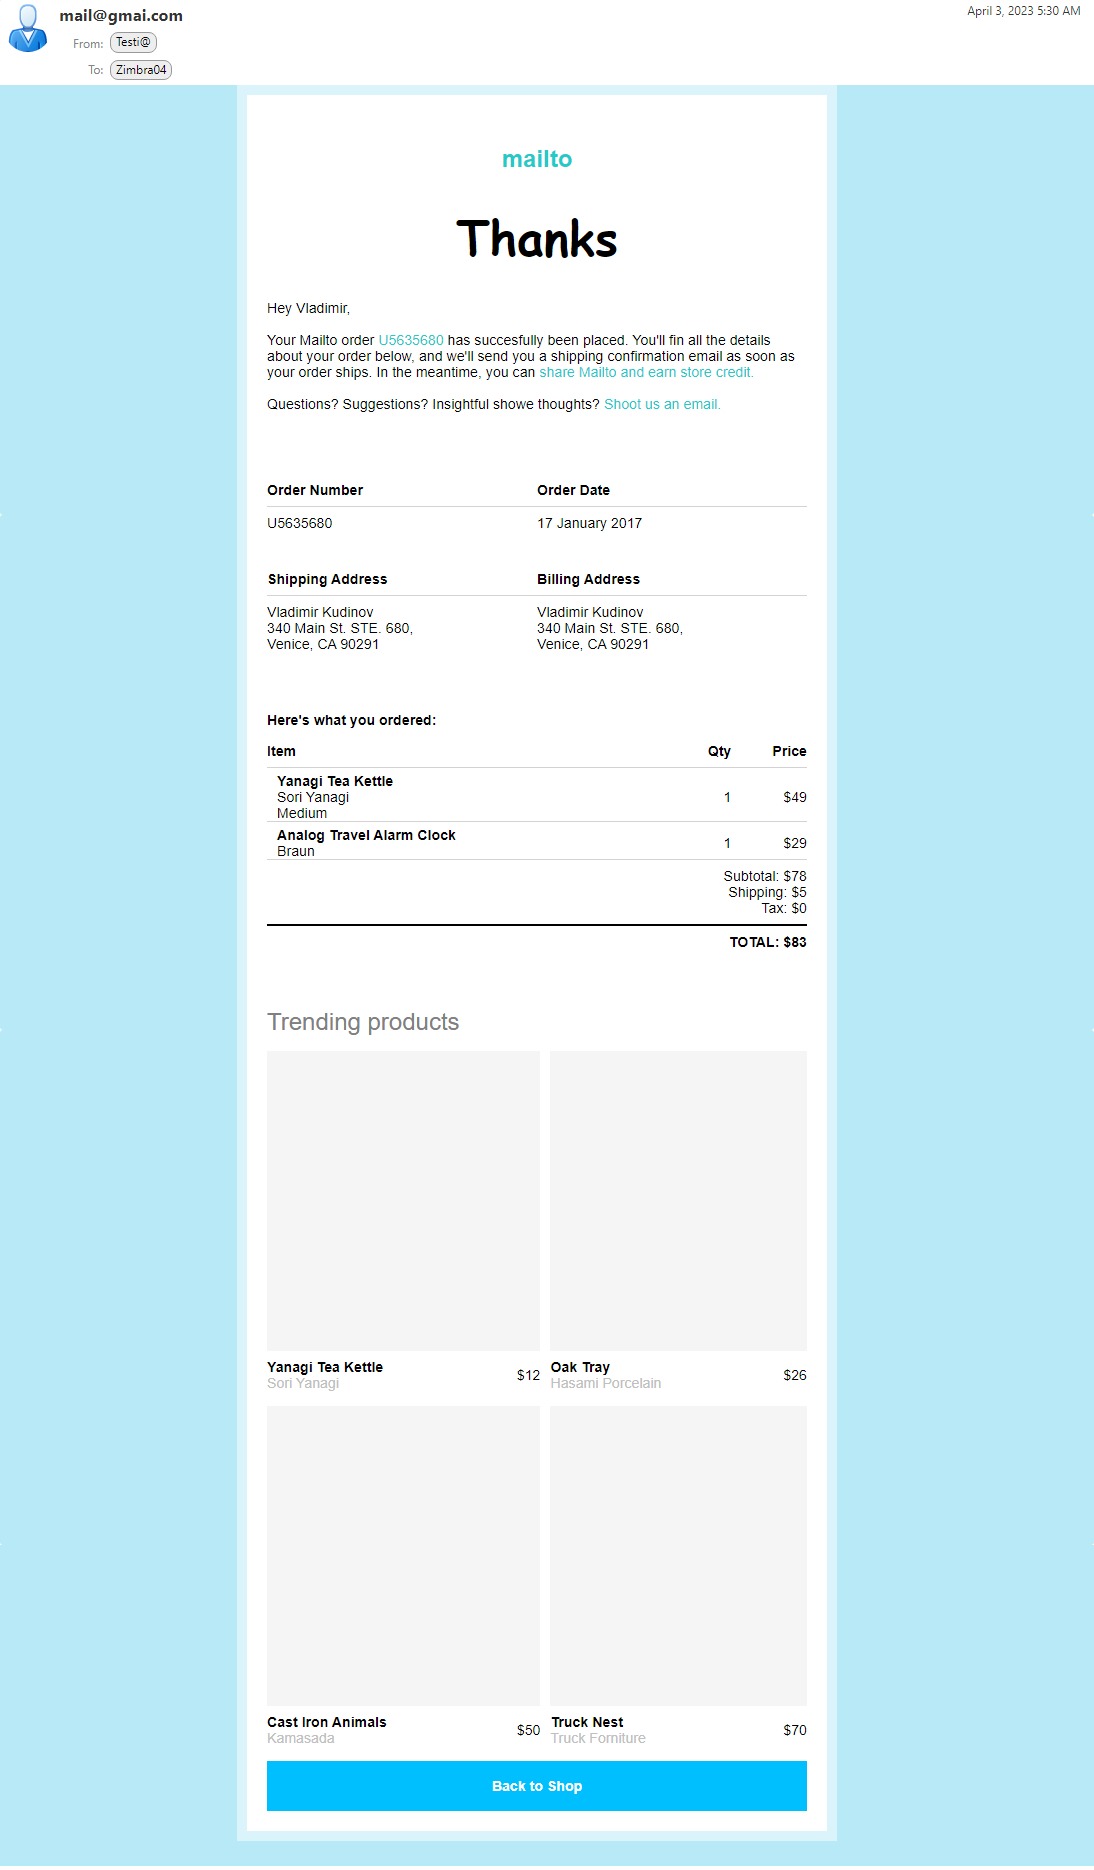 mail@gmai.com
April 3, 2023 5:30 AM
From: Testi@
To: Zimbra04
mailto
Thanks
Hey Vladimir,
Your Mailto order U5635680 has succesfully been placed. You'll fin all the details
about your order below, and we'll send you a shipping confirmation email as soon as
your order ships. In the meantime, you can share Mailto and earn store credit.
Questions? Suggestions? Insightful showe thoughts? Shoot us an email.
Order Number Order Date
U5635680 17 January 2017
Shipping Address Billing Address
Vladimir Kudinov Vladimir Kudinov
340 Main St. STE. 680, 340 Main St. STE. 680,
Venice, CA 90291 Venice, CA 90291
Here's what you ordered:
Item Qty Price
Yanagi Tea Kettle
Sori Yanagi 1 $49
Medium
Analog Travel Alarm Clock
Braun 1 $29
Subtotal: $78
Shipping: $5
Tax: $0
TOTAL: $83
Trending products
Yanagi Tea Kettle $12 Oak Tray $26
Sori Yanagi Hasami Porcelain
Cast Iron Animals $50 Truck Nest $70
Kamasada Truck Forniture
Back to Shop